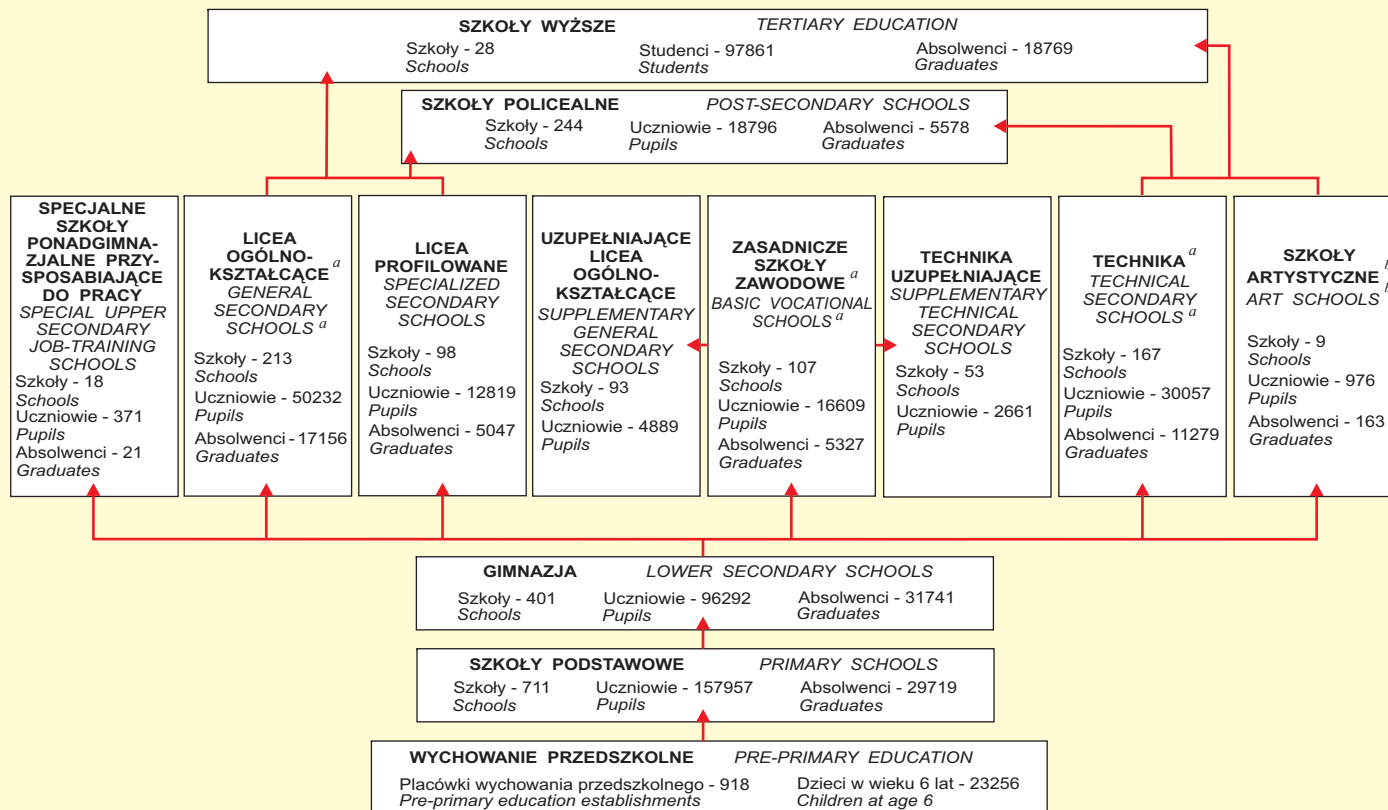 SZKOŁY WYŻSZE TERTIARY EDUCATION
Szkoły - 28 Studenci - 97861 Absolwenci - 18769
Schools Students Graduates
SZKOŁY POLICEALNE POST-SECONDARY SCHOOLS
Szkoły - 244 Uczniowie - 18796 Absolwenci - 5578
Schools Pupils Graduates
SPECJALNE
SZKOŁY
PONADGIMNA-
ZJALNE PRZY-
SPOSABIAJĄCE
DO PRACY
SPECIAL UPPER
SECONDARY
JOB-TRAINING
SCHOOLS
Szkoły - 18
Schools
Uczniowie - 371
Pupils
Absolwenci - 21
Graduates
LICEA
OGÓLNO-
KSZTAŁCĄCE a
GENERAL
SECONDARY
SCHOOLS a
Szkoły - 213
Schools
Uczniowie - 50232
Pupils
Absolwenci - 17156
Graduates
LICEA
PROFILOWANE
SPECIALIZED
SECONDARY
SCHOOLS
Szkoły - 98
Schools
Uczniowie - 12819
Pupils
Absolwenci - 5047
Graduates
UZUPEŁNIAJĄCE
LICEA
OGÓLNO-
KSZTAŁCĄCE
SUPPLEMENTARY
GENERAL
SECONDARY
SCHOOLS
Szkoły - 93
Schools
Uczniowie - 4889
Pupils
ZASADNICZE
SZKOŁY
ZAWODOWE a
BASIC VOCATIONAL
SCHOOLS a
Szkoły - 107
Schools
Uczniowie - 16609
Pupils
Absolwenci - 5327
Graduates
TECHNIKA
UZUPEŁNIAJĄCE
SUPPLEMENTARY
TECHNICAL
SECONDARY
SCHOOLS
Szkoły - 53
Schools
Uczniowie - 2661
Pupils
TECHNIKA a
TECHNICAL
SECONDARY
SCHOOLS a
Szkoły - 167
Schools
Uczniowie - 30057
Pupils
Absolwenci - 11279
Graduates
SZKOŁY
ARTYSTYCZNE b
ART SCHOOLS b
Szkoły - 9
Schools
Uczniowie - 976
Pupils
Absolwenci - 163
Graduates
GIMNAZJA LOWER SECONDARY SCHOOLS
Szkoły - 401 Uczniowie - 96292 Absolwenci - 31741
Schools Pupils Graduates
SZKOŁY PODSTAWOWE PRIMARY SCHOOLS
Szkoły - 711 Uczniowie - 157957 Absolwenci - 29719
Schools Pupils Graduates
WYCHOWANIE PRZEDSZKOLNE PRE-PRIMARY EDUCATION
Placówki wychowania przedszkolnego - 918 Dzieci w wieku 6 lat - 23256
Pre-primary education establishments Children at age 6